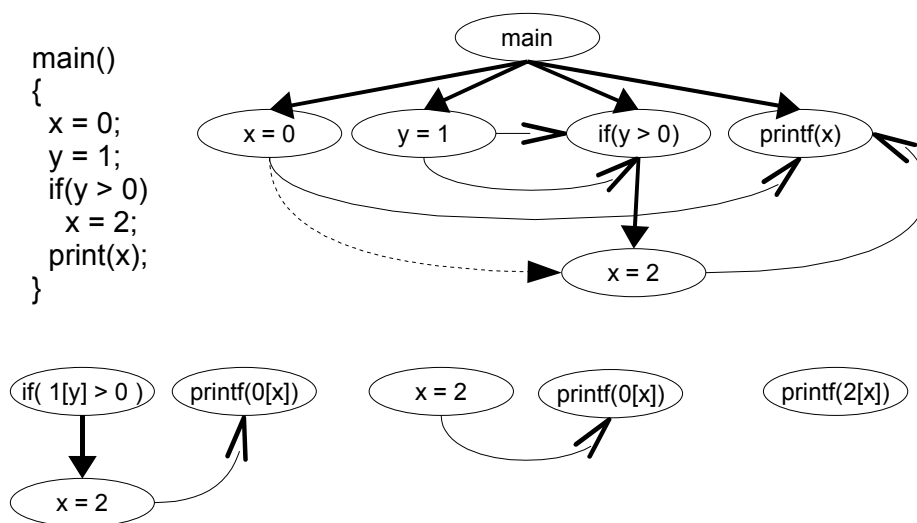 main()
{
x = 0;
y = 1;
if(y > 0)
x = 2;
print(x);
}
main
x = 0
y = 1
if(y > 0)
printf(x)
x = 2
if( 1[y] > 0 )
printf(0[x])
x = 2
x = 2
printf(0[x])
printf(2[x])